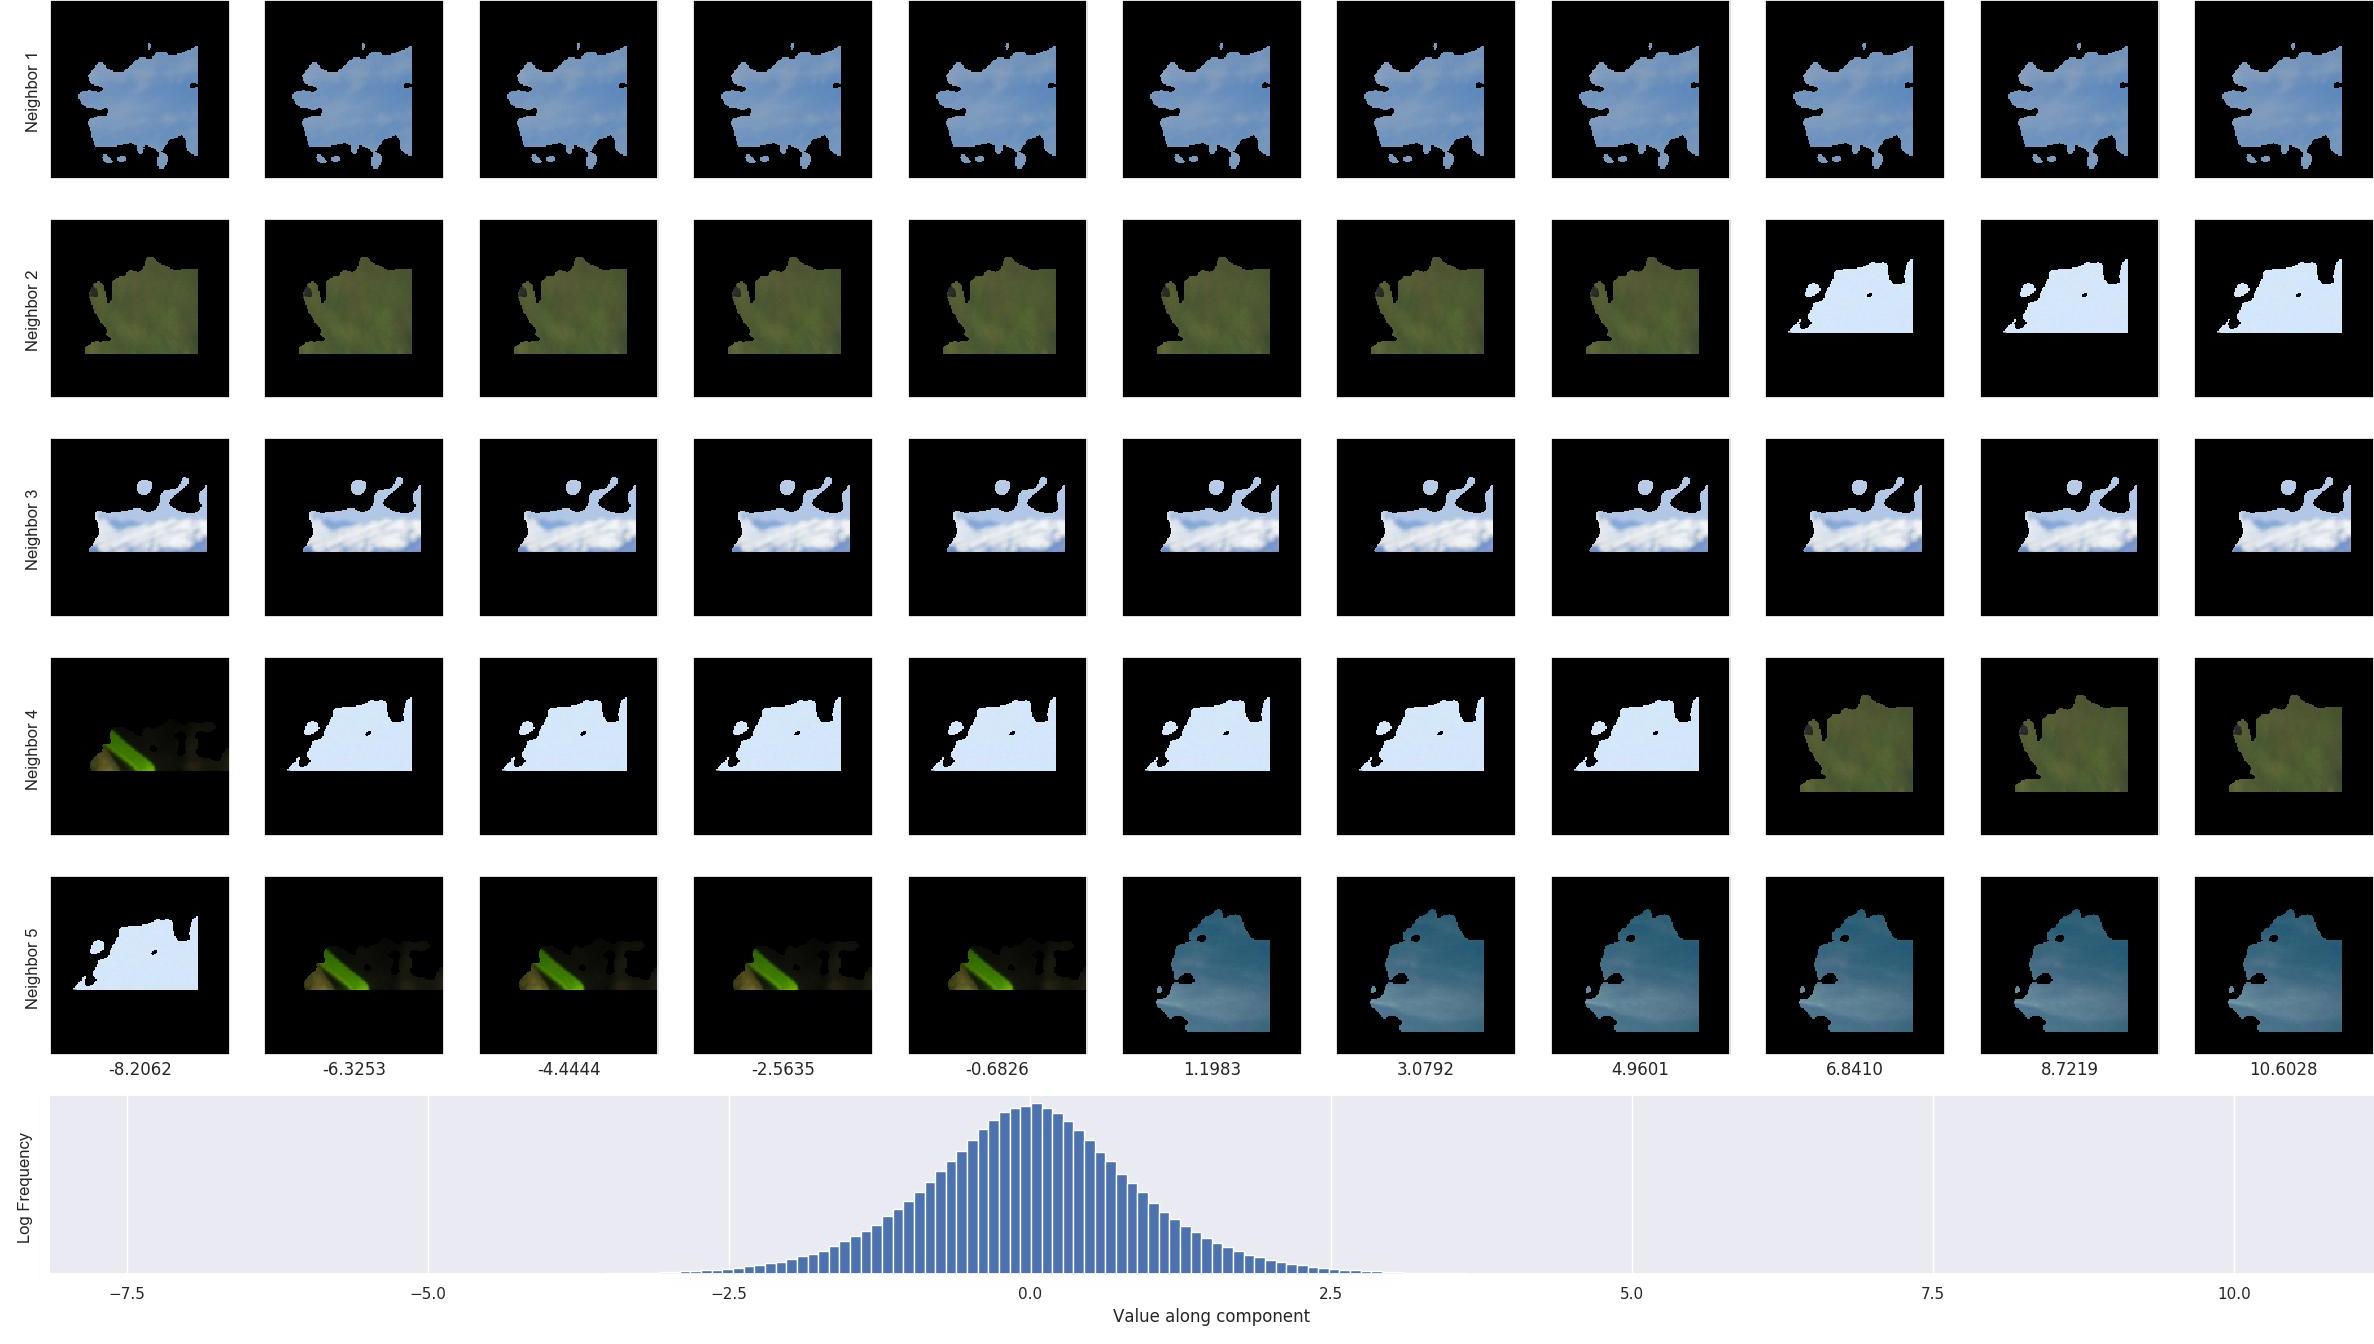 Neighbor 1
Neighbor 2
Neighbor 3
Neighbor 4
Neighbor 5
-8.2062 -6.3253 -4.4444 -2.5635 -0.6826 1.1983 3.0792 4.9601 6.8410 8.7219 10.6028
Log Frequency
−7.5 −5.0 −2.5 0.0 2.5 5.0 7.5 10.0
Value along component